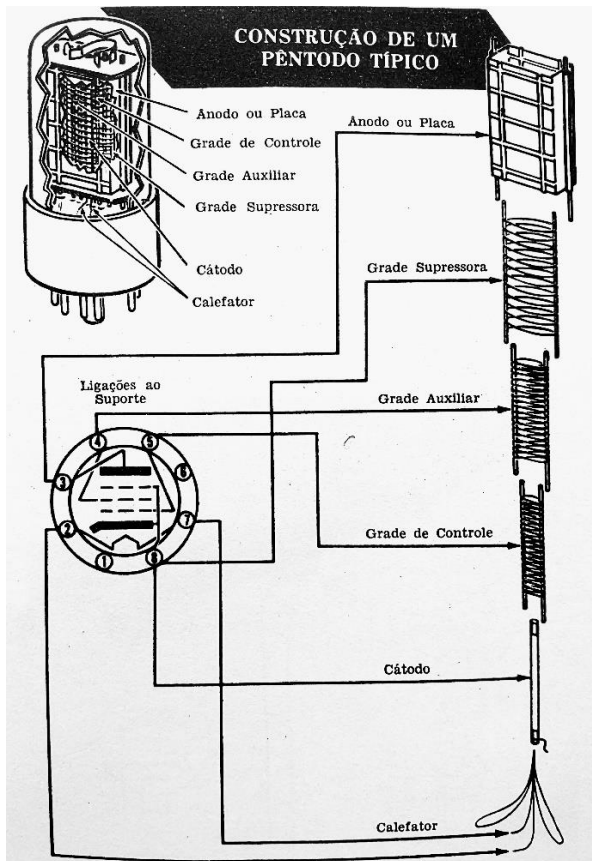 CONSTRUÇÃO DE UM
PÊNTODO TÍPICO
Anodo ou Placa
Grade de Controle
Grade Auxiliar
Grade Supressora
Cátodo
Calefator
Anodo ou Placa
Grade Supressora
Ligações ao
Suporte
Grade Auxiliar
4
5
3
6
2
7
1
8
Grade de Controle
Cátodo
Calefator